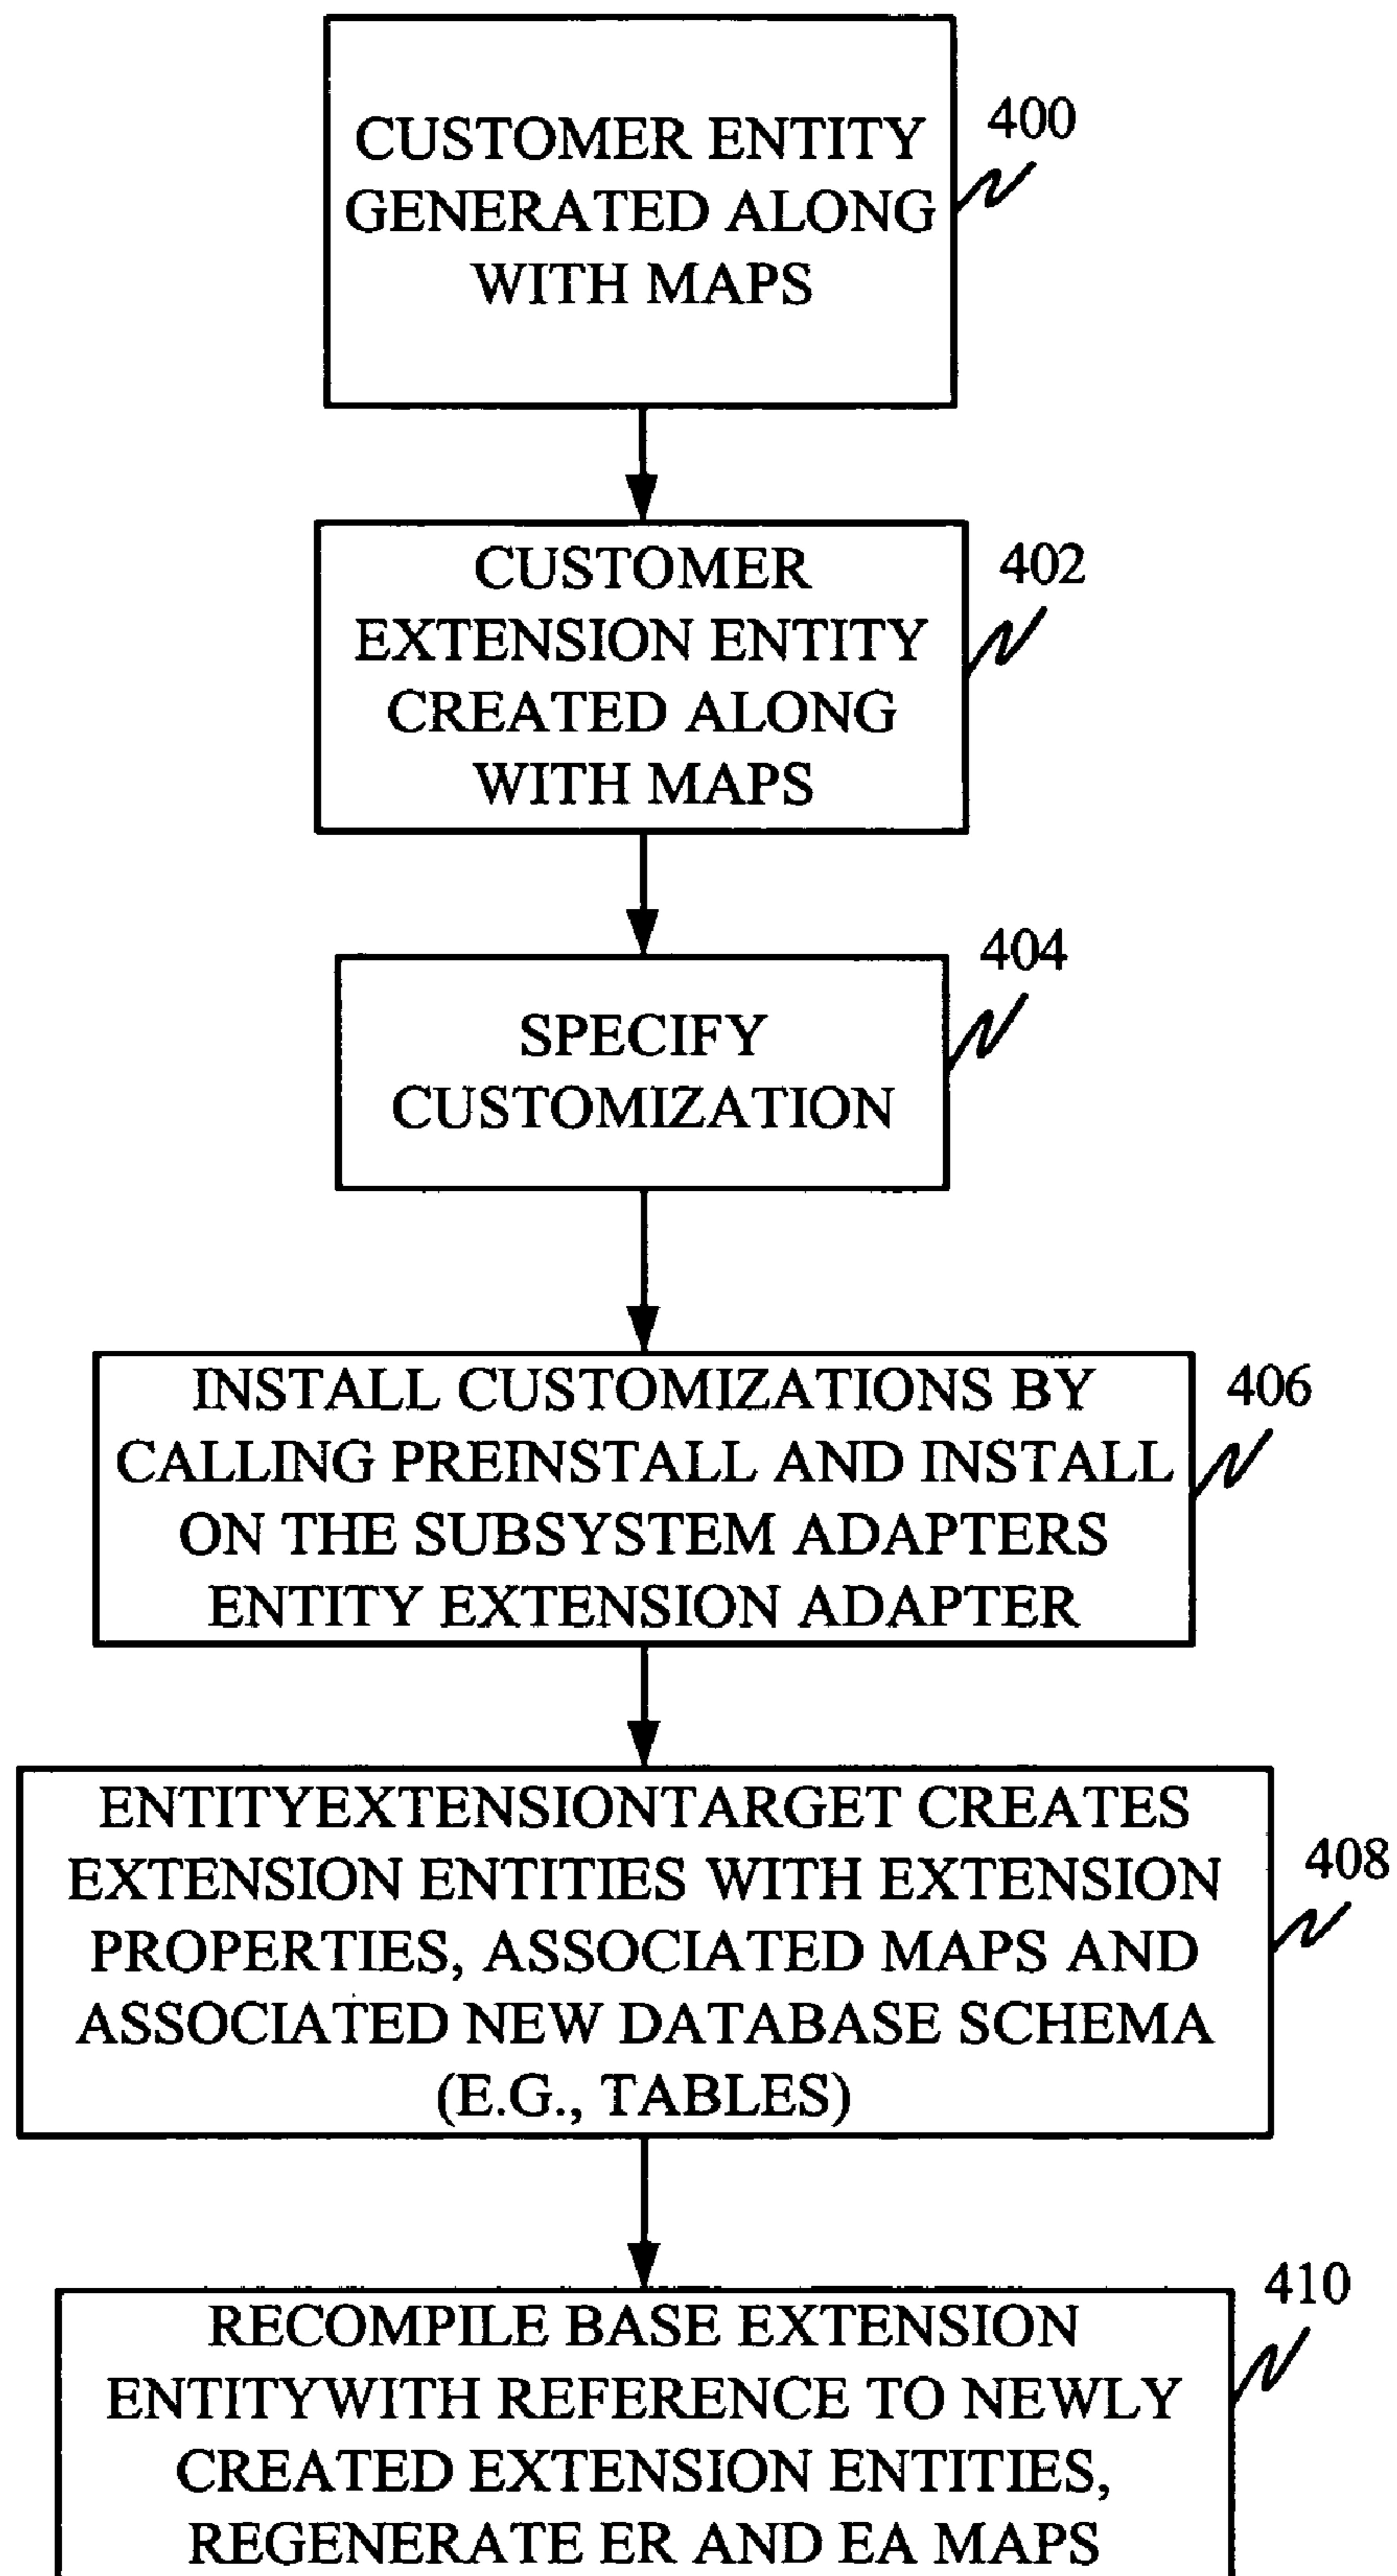 CUSTOMER ENTITY
GENERATED ALONG
WITH MAPS
400
CUSTOMER
EXTENSION ENTITY
CREATED ALONG
WITH MAPS
402
SPECIFY
CUSTOMIZATION
404
INSTALL CUSTOMIZATIONS BY
CALLING PREINSTALL AND INSTALL
ON THE SUBSYSTEM ADAPTERS
ENTITY EXTENSION ADAPTER
406
ENTITYEXTENSIONTARGET CREATES
EXTENSION ENTITIES WITH EXTENSION
PROPERTIES, ASSOCIATED MAPS AND
ASSOCIATED NEW DATABASE SCHEMA
(E.G., TABLES)
408
RECOMPILE BASE EXTENSION
ENTITYWITH REFERENCE TO NEWLY
CREATED EXTENSION ENTITIES,
REGENERATE ER AND EA MAPS
410